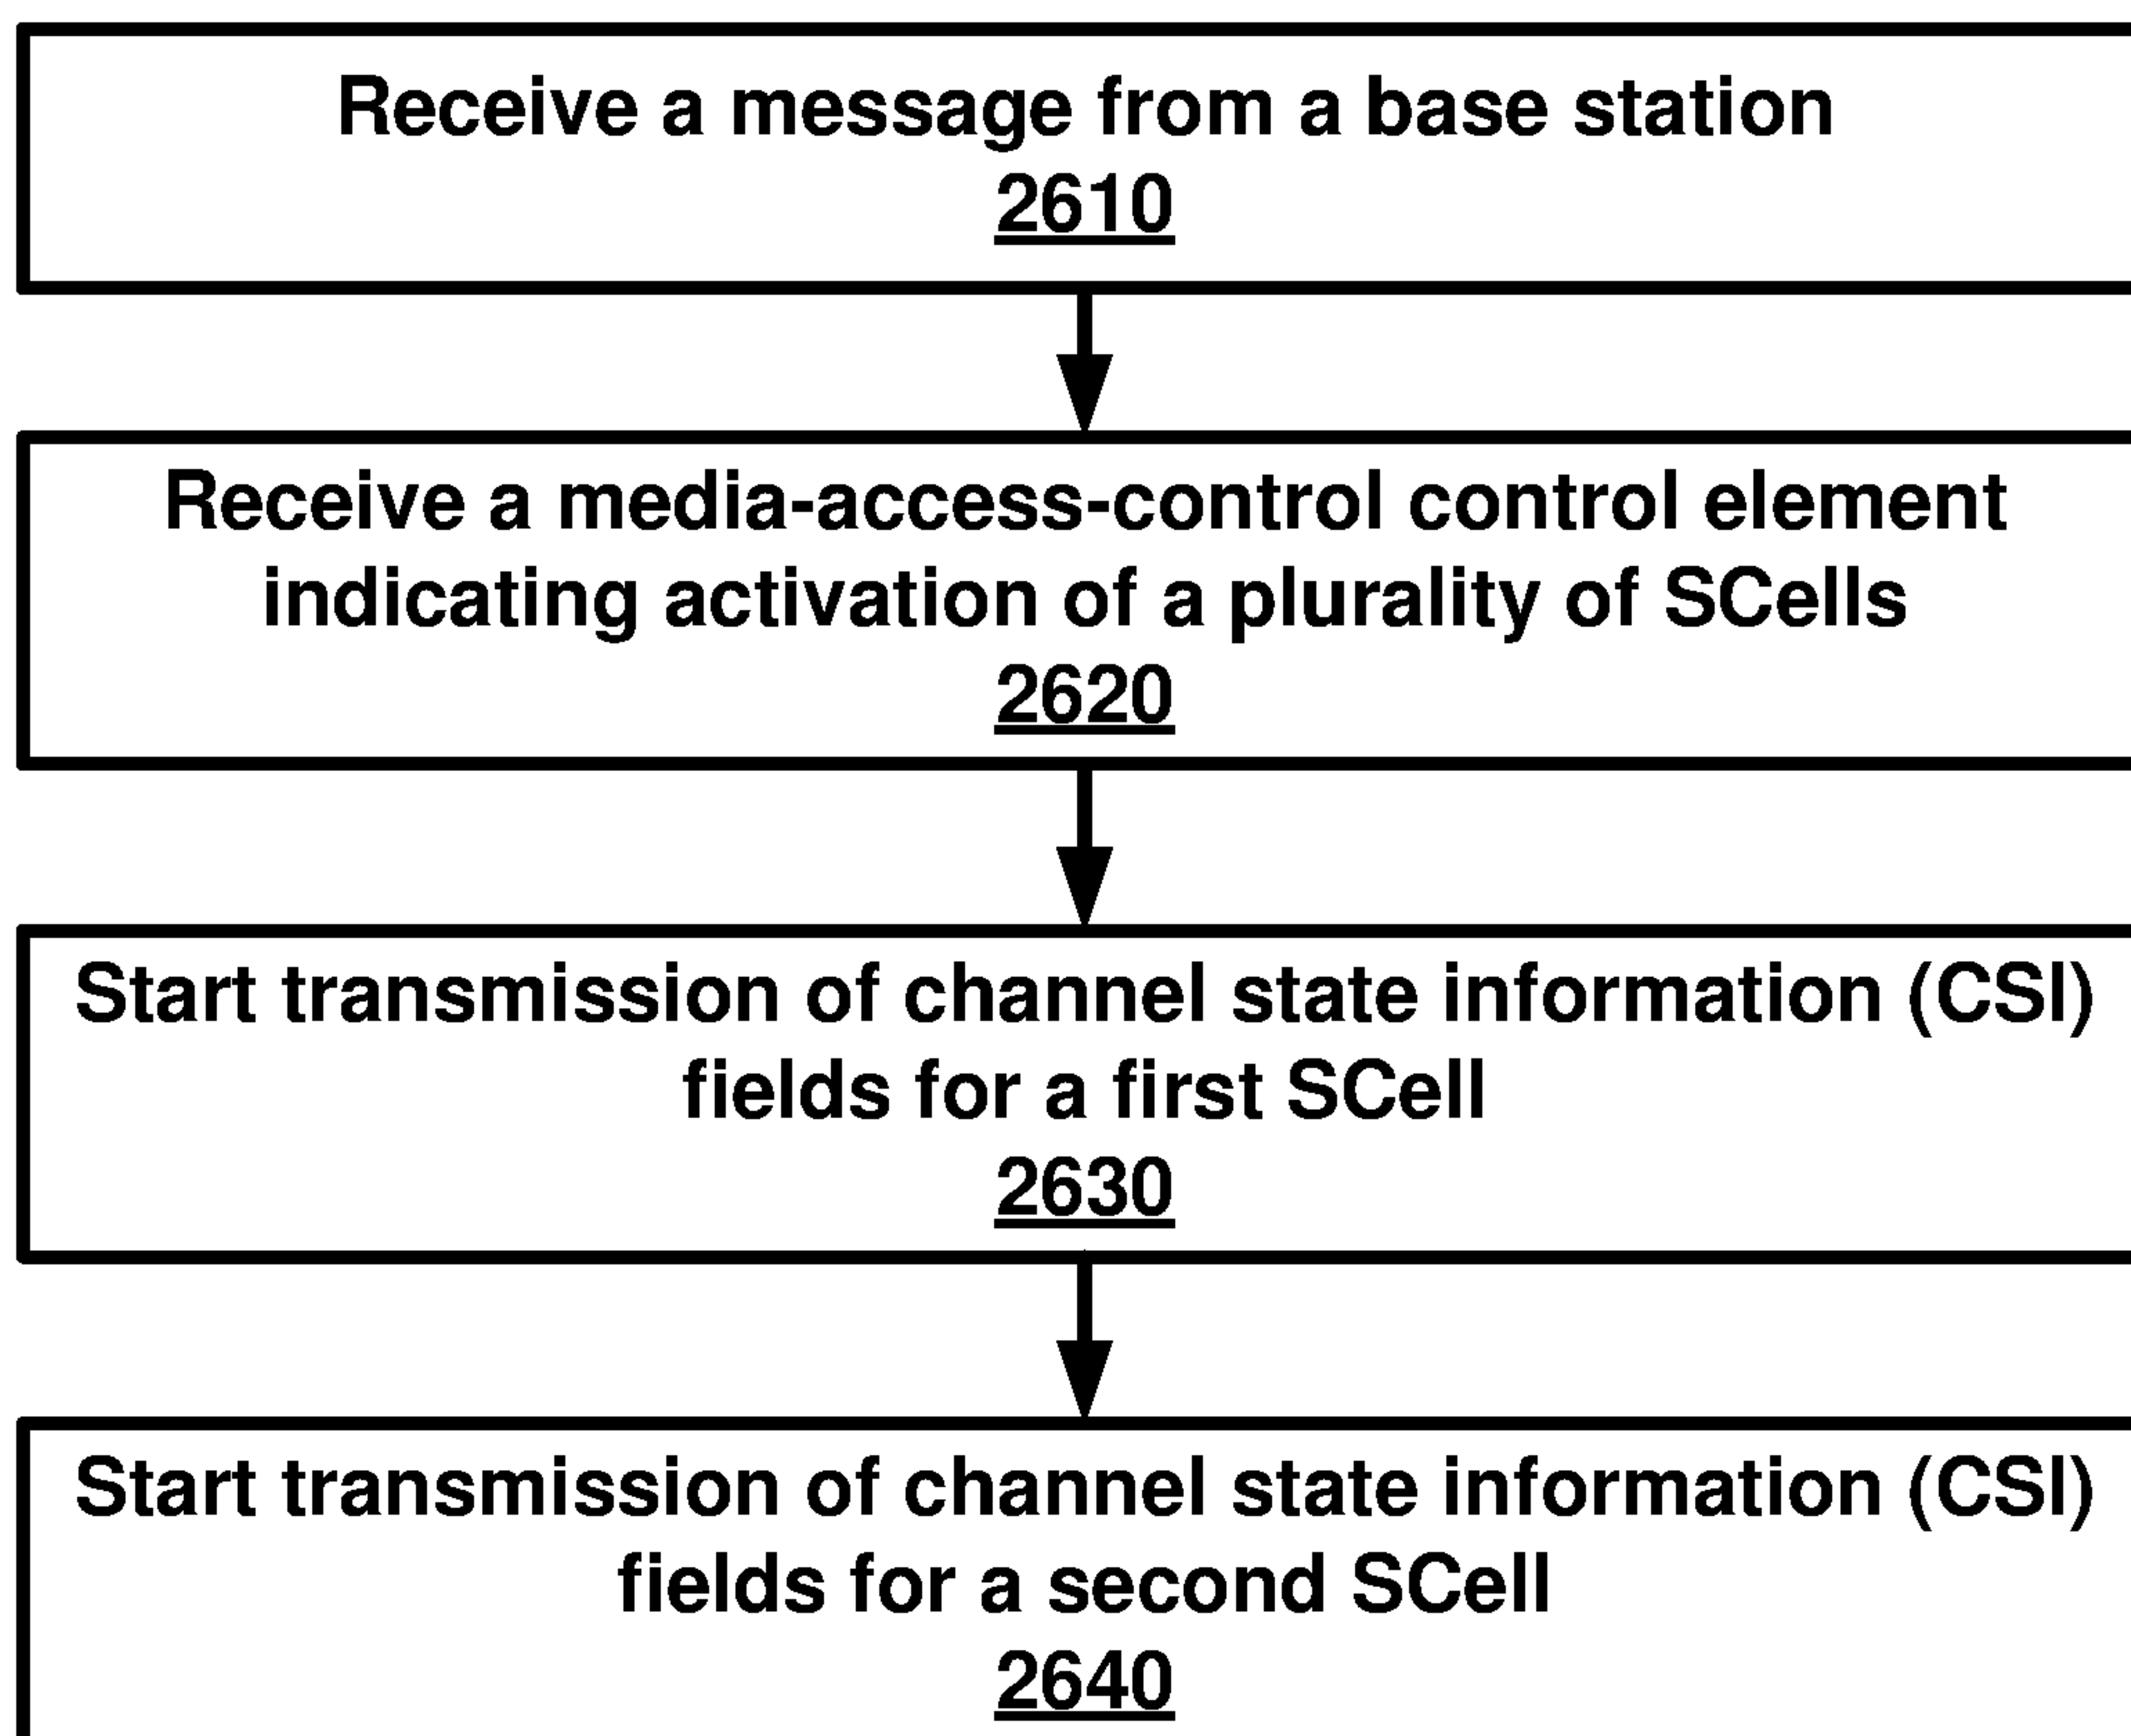 Receive a message from a base station
2610
Receive a media-access-control control element
indicating activation of a plurality of SCells
2620
Start transmission of channel state information (CSI)
fields for a first SCell
2630
Start transmission of channel state information (CSI)
fields for a second SCell
2640